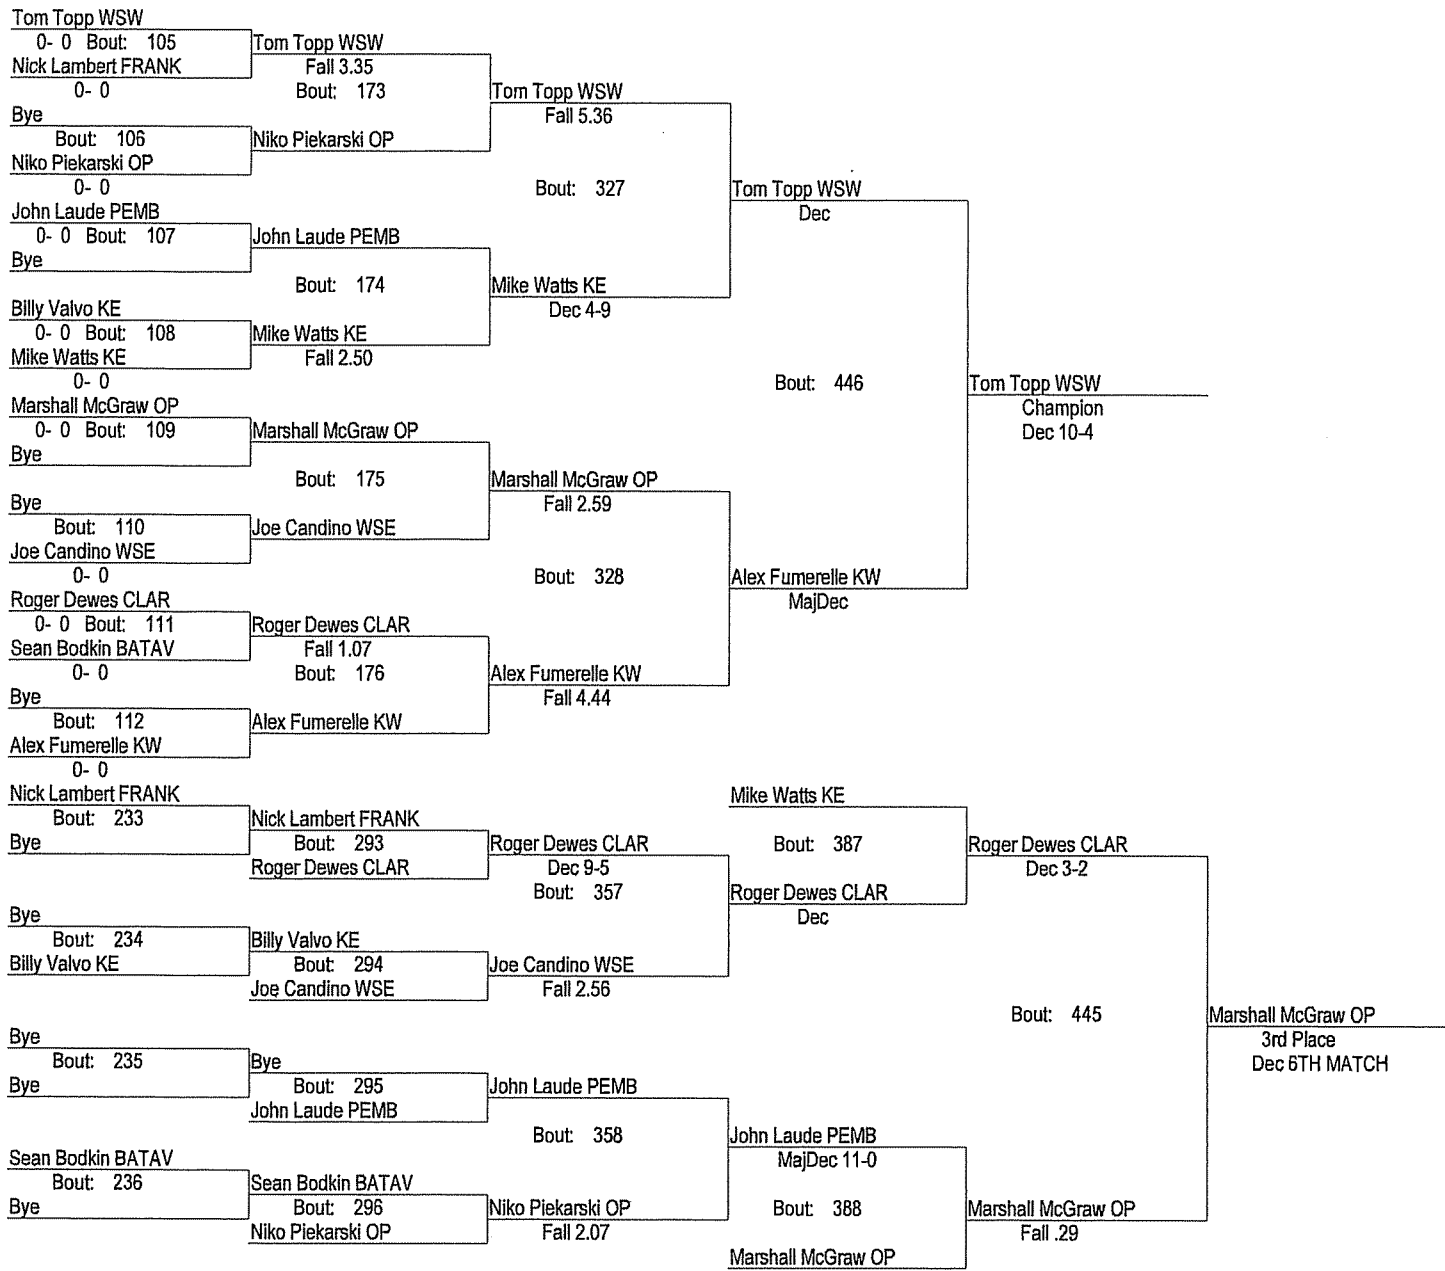 Tom Topp WSW
0- 0 Bout: 105
Nick Lambert FRANK
0- 0
Bye
Bout: 106
Niko Piekarski OP
0- 0
John Laude PEMB
0- 0 Bout: 107
Bye
Billy Valvo KE
0- 0 Bout: 108
Mike Watts KE
0- 0
Marshall McGraw OP
0- 0 Bout: 109
Bye
Bye
Bout: 110
Joe Candino WSE
0- 0
Roger Dewes CLAR
0- 0 Bout: 111
Sean Bodkin BATAV
0- 0
Bye
Bout: 112
Alex Fumerelle KW
0- 0
Tom Topp WSW
Fall 3.35
Bout: 173
Niko Piekarski OP
John Laude PEMB
Bout: 174
Mike Watts KE
Fall 2.50
Marshall McGraw OP
Bout: 175
Joe Candino WSE
Roger Dewes CLAR
Fall 1.07
Bout: 176
Alex Fumerelle KW
Tom Topp WSW
Fall 5.36
Bout: 327
Mike Watts KE
Dec 4-9
Marshall McGraw OP
Fall 2.59
Bout: 328
Alex Fumerelle KW
Fall 4.44
Tom Topp WSW
Dec
Bout: 446
Alex Fumerelle KW
MajDec
Tom Topp WSW
Champion
Dec 10-4
Nick Lambert FRANK
Bout: 233
Bye
Bye
Bout: 234
Billy Valvo KE
Bye
Bout: 235
Bye
Sean Bodkin BATAV
Bout: 236
Bye
Nick Lambert FRANK
Bout: 293
Roger Dewes CLAR
Billy Valvo KE
Bout: 294
Joe Candino WSE
Bye
Bout: 295
John Laude PEMB
Sean Bodkin BATAV
Bout: 296
Niko Piekarski OP
Roger Dewes CLAR
Dec 9-5
Bout: 357
Joe Candino WSE
Fall 2.56
John Laude PEMB
Bout: 358
Niko Piekarski OP
Fall 2.07
Mike Watts KE
Bout: 387
Roger Dewes CLAR
Dec
John Laude PEMB
MajDec 11-0
Bout: 388
Marshall McGraw OP
Roger Dewes CLAR
Dec 3-2
Bout: 445
Marshall McGraw OP
Fall .29
Marshall McGraw OP
3rd Place
Dec 6TH MATCH